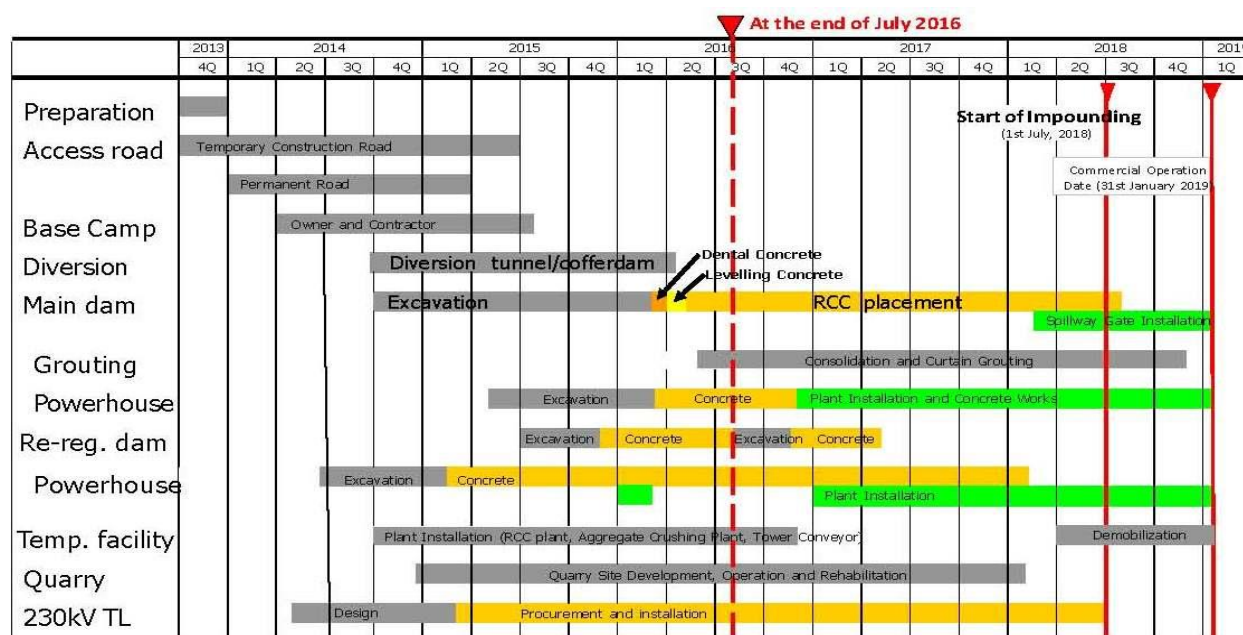 At the end of July 2016
2013 2014 2015 2016 2017 2018 2019
4Q 1Q 2Q 3Q 4Q 1Q 2Q 3Q 4Q 1Q 2Q 3Q 4Q 1Q 2Q 3Q 4Q 1Q 2Q 3Q 4Q 1Q
Preparation
Start of Impounding
(1st July, 2018)
Access road Temporary Construction Road
Commercial Operation
Date (31st January 2019)
Permanent Road
Base Camp Owner and Contractor
Diversion Diversion tunnel/cofferdam
Dental Concrete
Levelling Concrete
Main dam Excavation RCC placement
Spillway Gate Installation
Grouting Consolidation and Curtain Grouting
Powerhouse Excavation Concrete Plant Installation and Concrete Works
Re-reg. dam Excavation Concrete Excavation Concrete
Powerhouse Excavation Concrete
Plant Installation
Temp. facility Plant Installation (RCC plant, Aggregate Crushing Plant, Tower Conveyor) Demobilization
Quarry Quarry Site Development, Operation and Rehabilitation
230kV TL Design Procurement and installation